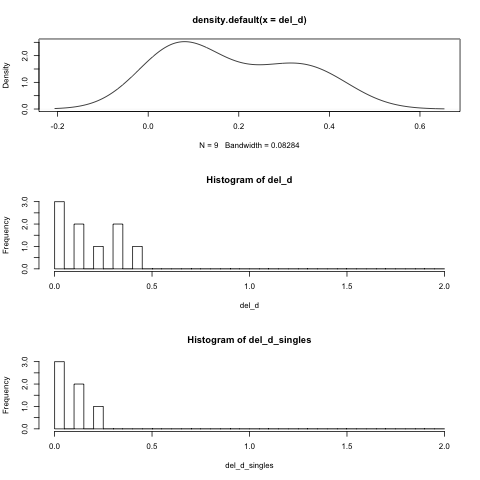 density.default(x = del_d)
Density
0.0 1.0 2.0
-0.2 0.0 0.2 0.4 0.6
N = 9 Bandwidth = 0.08284
Histogram of del_d
Frequency
0.0 1.0 2.0 3.0
0.0 0.5 1.0 1.5 2.0
del_d
Histogram of del_d_singles
Frequency
0.0 1.0 2.0 3.0
0.0 0.5 1.0 1.5 2.0
del_d_singles